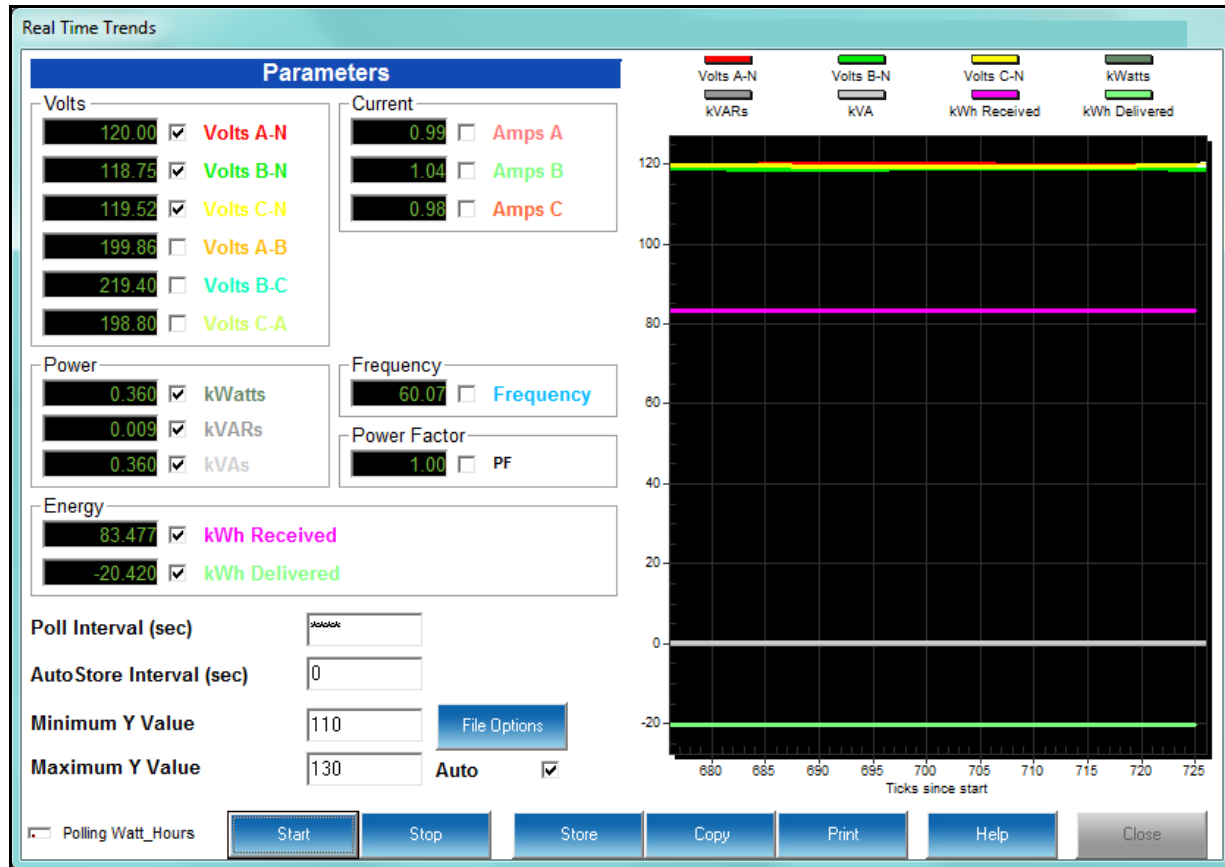 Real Time Trends
Parameters
Volts
120.00 Volts A-N
118.75 Volts B-N
119.52 Volts C-N
199.86 Volts A-B
219.40 Volts B-C
198.80 Volts C-A
Current
0.99 Amps A
1.04 Amps B
0.98 Amps C
Power
0.360 kWatts
0.009 kVARs
0.360 kVAs
Frequency
60.07 Frequency
Power Factor
1.00 PF
Energy
83.477 kWh Received
-20.420 kWh Delivered
Poll Interval (sec) *****
AutoStore Interval (sec) 0
Minimum Y Value 110
File Options
Maximum Y Value 130
Auto
Volts A-N Volts B-N Volts C-N kWatts
kVARs kVA kWh Received kWh Delivered
120
100
80
60
40
20
0
-20
680 685 690 695 700 705 710 715 720 725
Ticks since start
Polling Watt_Hours
Start Stop Store Copy Print Help Close